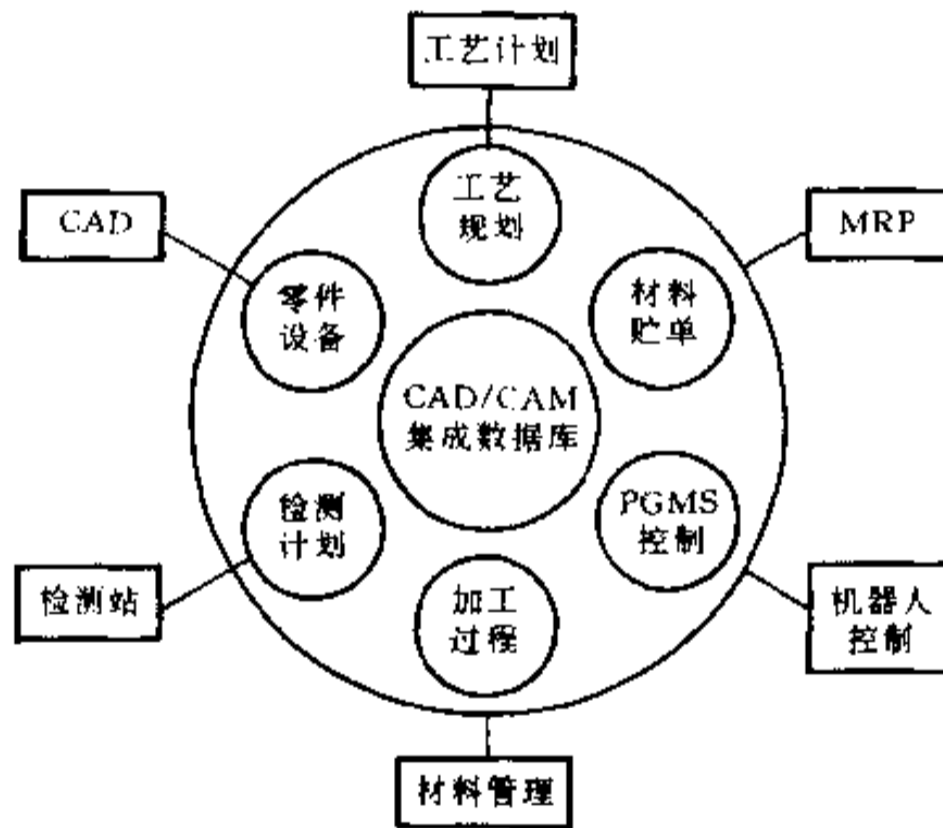 工艺计划
工艺
规划
CAD
MRP
零件
设备
材料
贮单
CAD/CAM
集成数据库
检测
计划
PGMS
控制
检测站
加工
过程
机器人
控制
材料管理